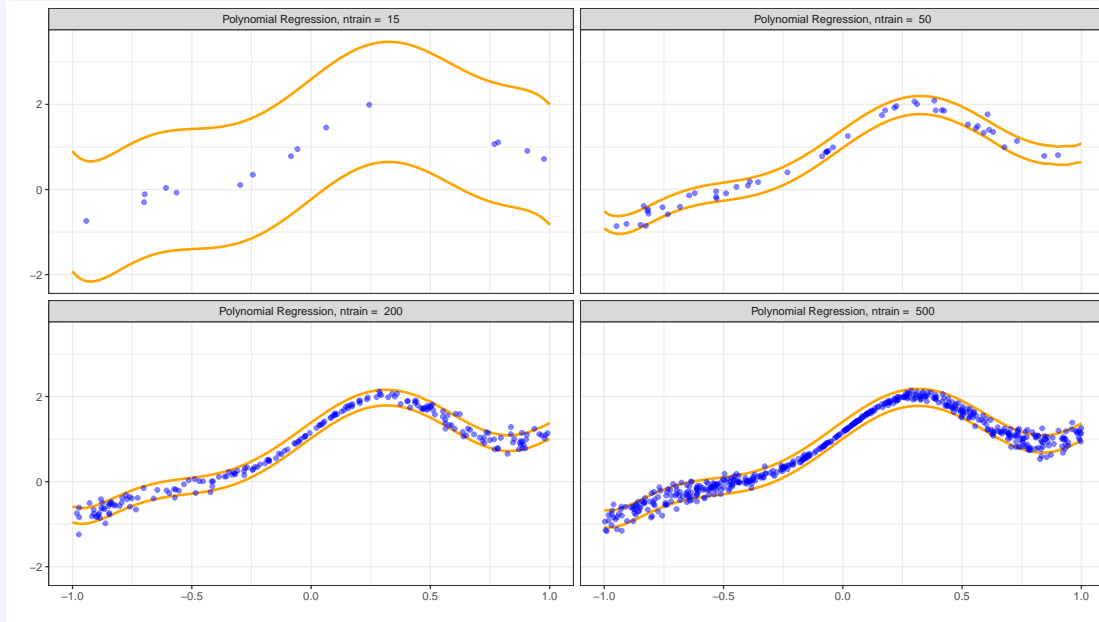 Polynomial Regression, ntrain =  15
Polynomial Regression, ntrain =  50
2
0
−2
Polynomial Regression, ntrain =  200
Polynomial Regression, ntrain =  500
2
0
−2
−1.0 −0.5 0.0 0.5 1.0
−1.0 −0.5 0.0 0.5 1.0